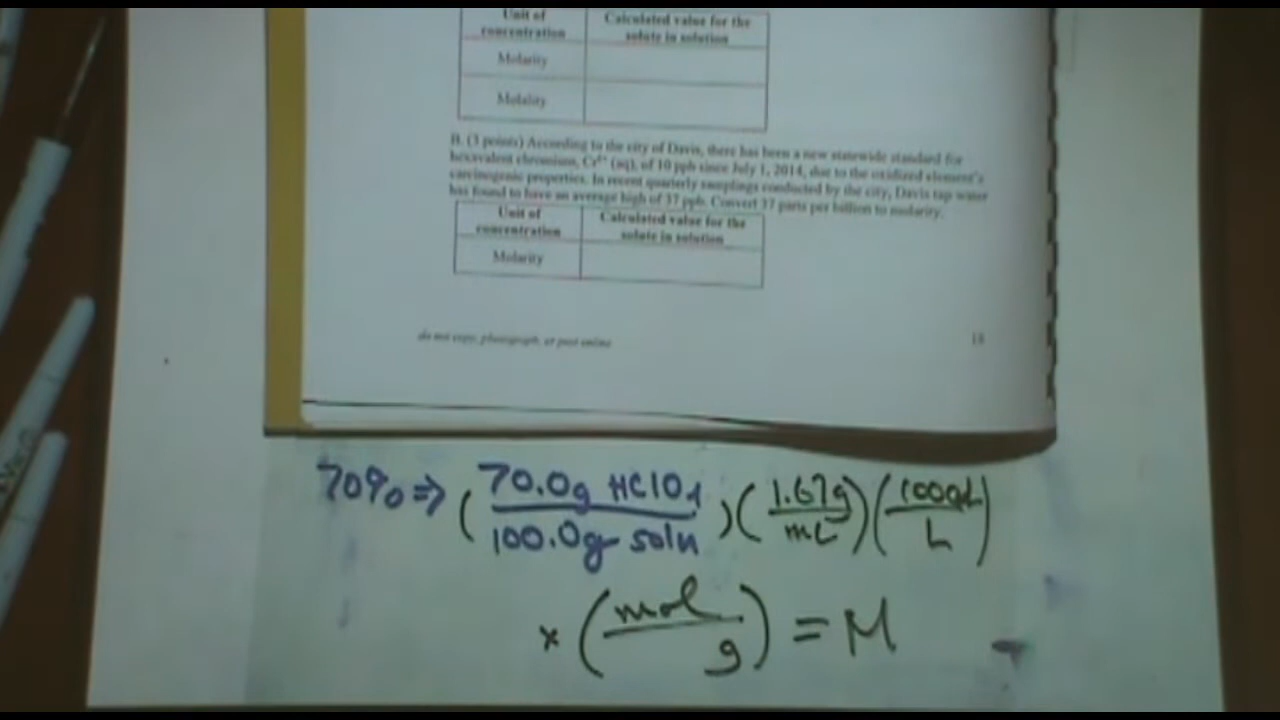 Unit of concentration Calculated value for the solute in solution
Molarity
Molality
B. (3 points) According to the city of Davis, there has been a new statewide standard for
hexavalent chromium, Cr⁶⁺ (aq), of 10 ppb since July 1, 2014, due to the oxidized element's
carcinogenic properties. In recent quarterly samplings conducted by the city, Davis tap water
has found to have an average high of 37 ppb. Convert 37 parts per billion to molarity.
Unit of concentration Calculated value for the solute in solution
Molarity
do not copy, photograph, or post online 18
70% ⇒ (70.0g HClO4 / 100.0g soln) (1.67g / mL) (1000mL / L)
× (mol / g) = M